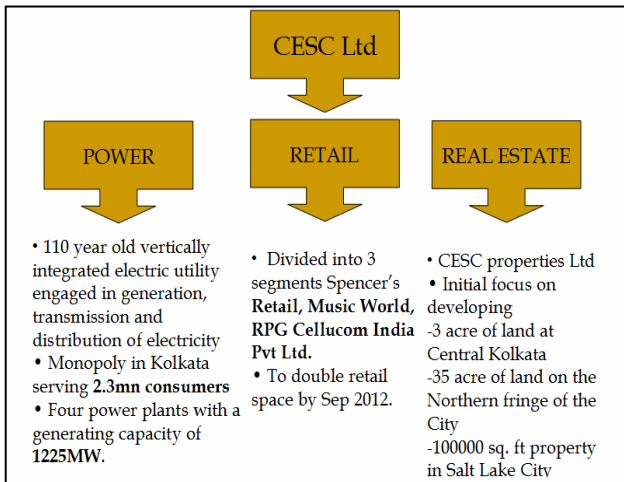 CESC Ltd
POWER
RETAIL
REAL ESTATE
• 110 year old vertically
integrated electric utility
engaged in generation,
transmission and
distribution of electricity
• Monopoly in Kolkata
serving 2.3mn consumers
• Four power plants with a
generating capacity of
1225MW.
• Divided into 3
segments Spencer's
Retail, Music World,
RPG Cellucom India
Pvt Ltd.
• To double retail
space by Sep 2012.
• CESC properties Ltd
• Initial focus on
developing
-3 acre of land at
Central Kolkata
-35 acre of land on the
Northern fringe of the
City
-100000 sq. ft property
in Salt Lake City